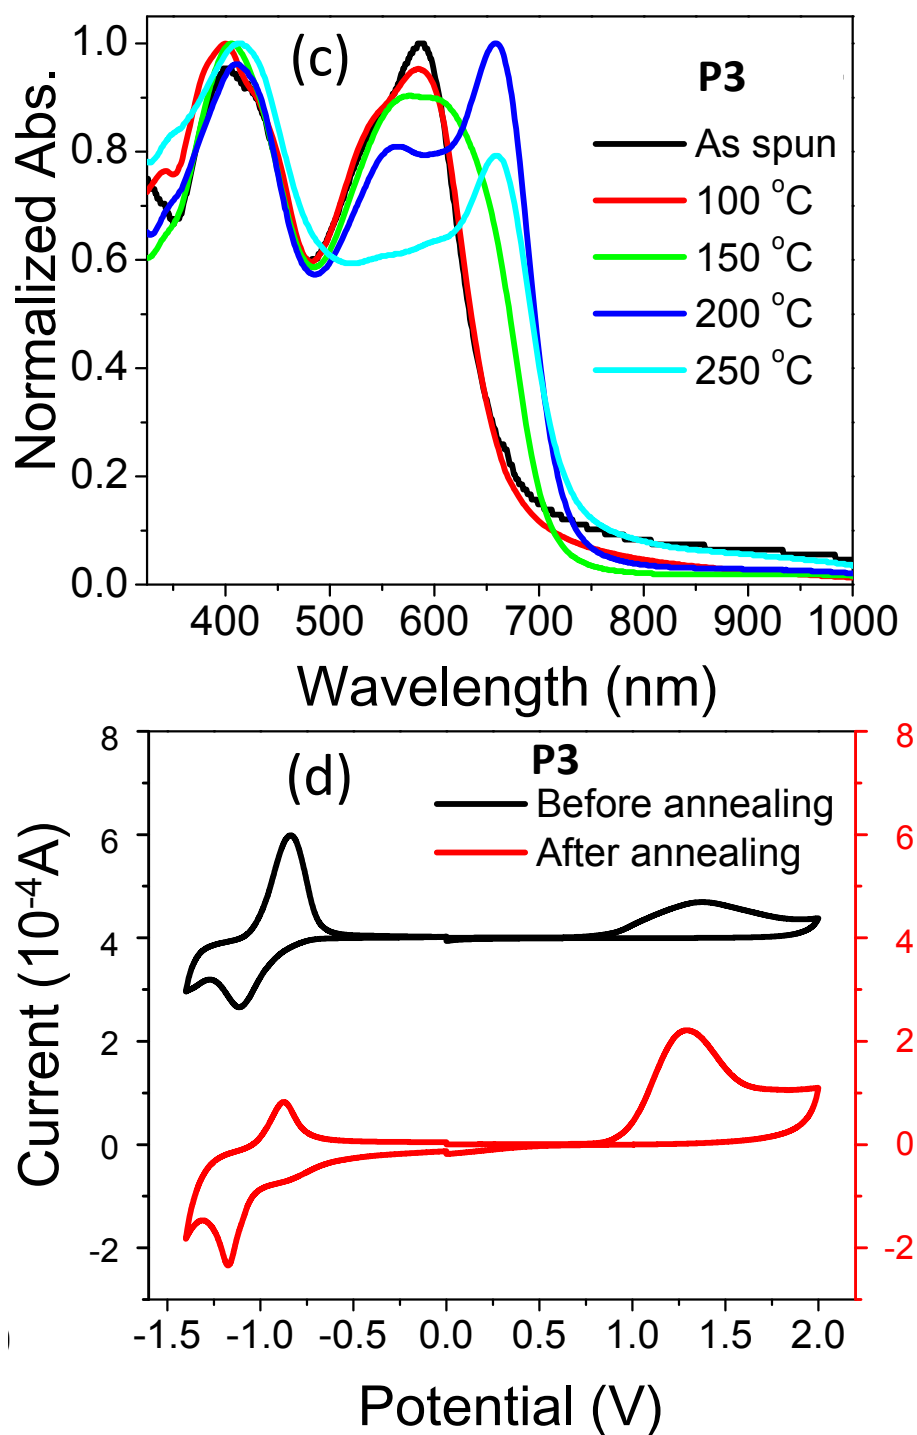 (c)
P3
As spun
100 °C
150 °C
200 °C
250 °C
Normalized Abs.
1.0
0.8
0.6
0.4
0.2
0.0
400 500 600 700 800 900 1000
Wavelength (nm)
(d)
P3
Before annealing
After annealing
Current (10⁻⁴A)
8
6
4
2
0
-2
8
6
4
2
0
-2
-1.5 -1.0 -0.5 0.0 0.5 1.0 1.5 2.0
Potential (V)